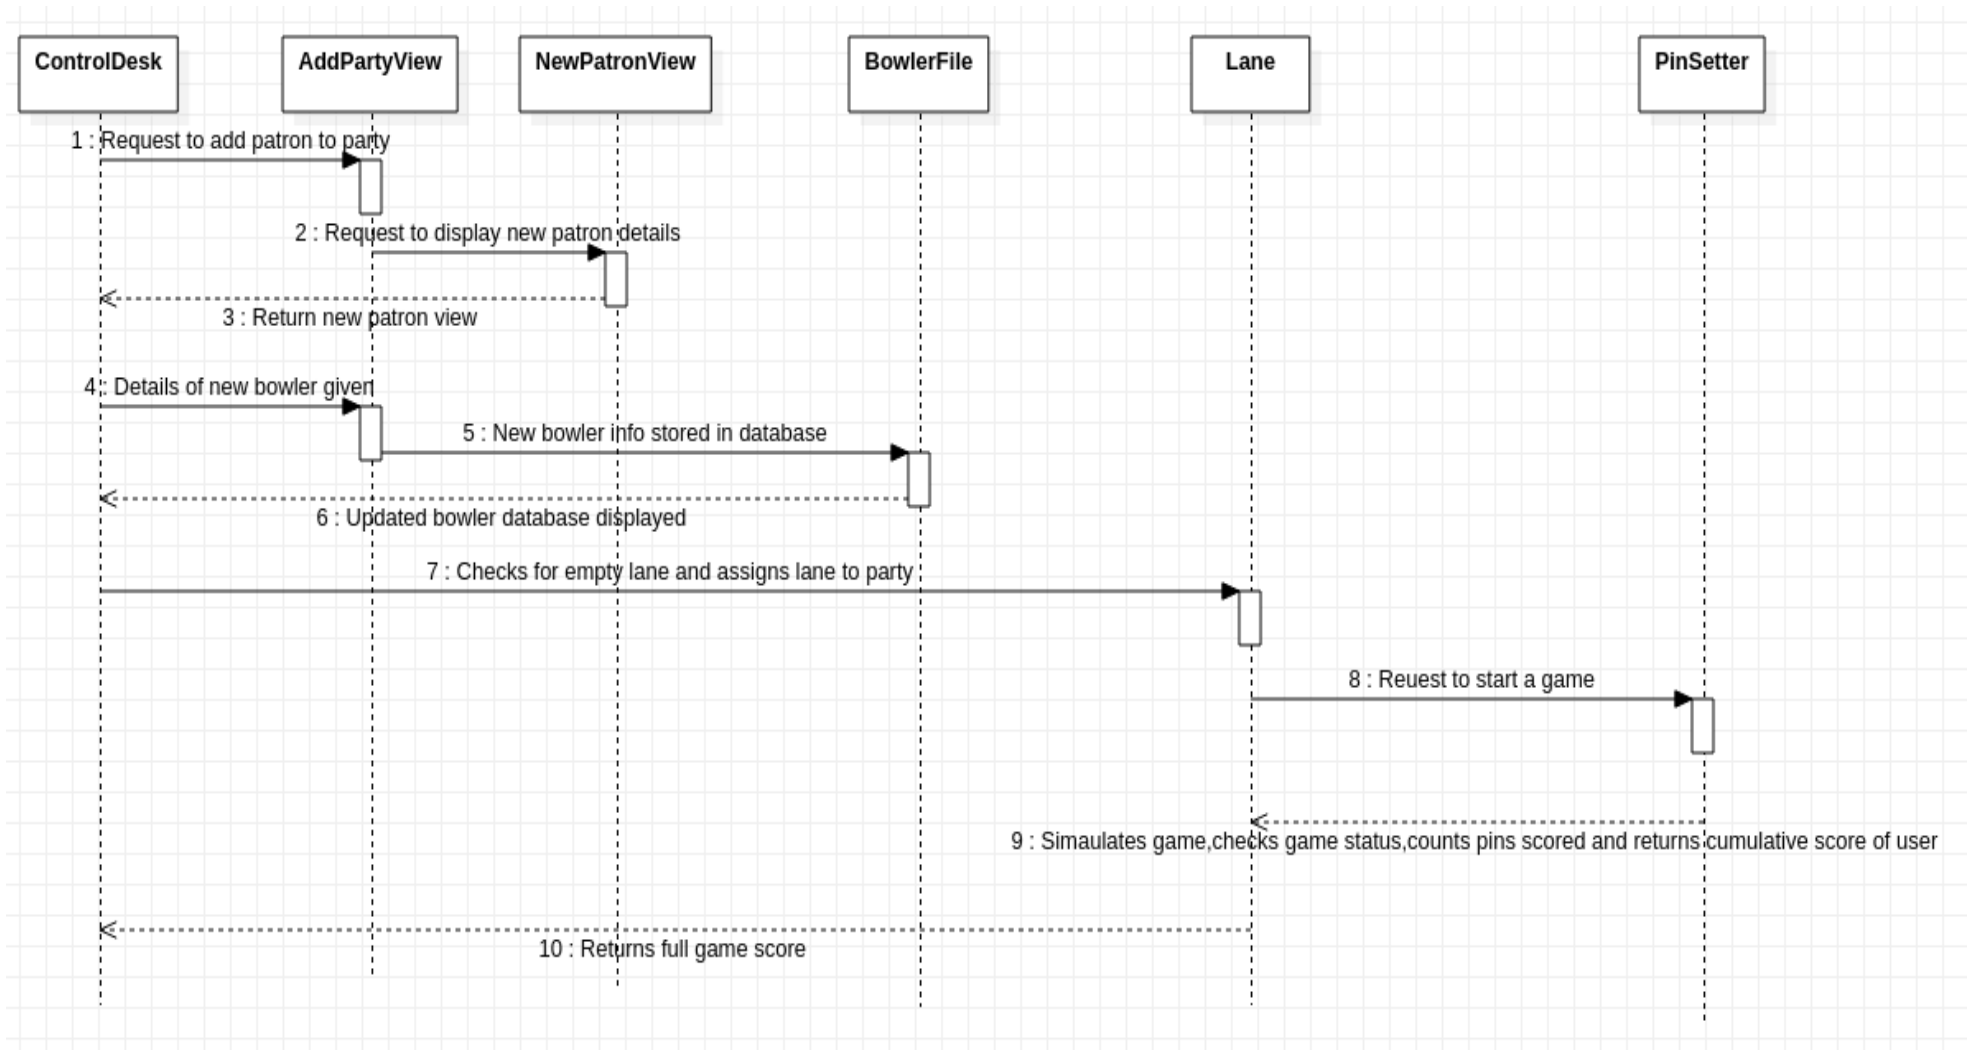 ControlDesk
AddPartyView
NewPatronView
BowlerFile
Lane
PinSetter
1 : Request to add patron to party
2 : Request to display new patron details
3 : Return new patron view
4 : Details of new bowler given
5 : New bowler info stored in database
6 : Updated bowler database displayed
7 : Checks for empty lane and assigns lane to party
8 : Reuest to start a game
9 : Simaulates game,checks game status,counts pins scored and returns cumulative score of user
10 : Returns full game score